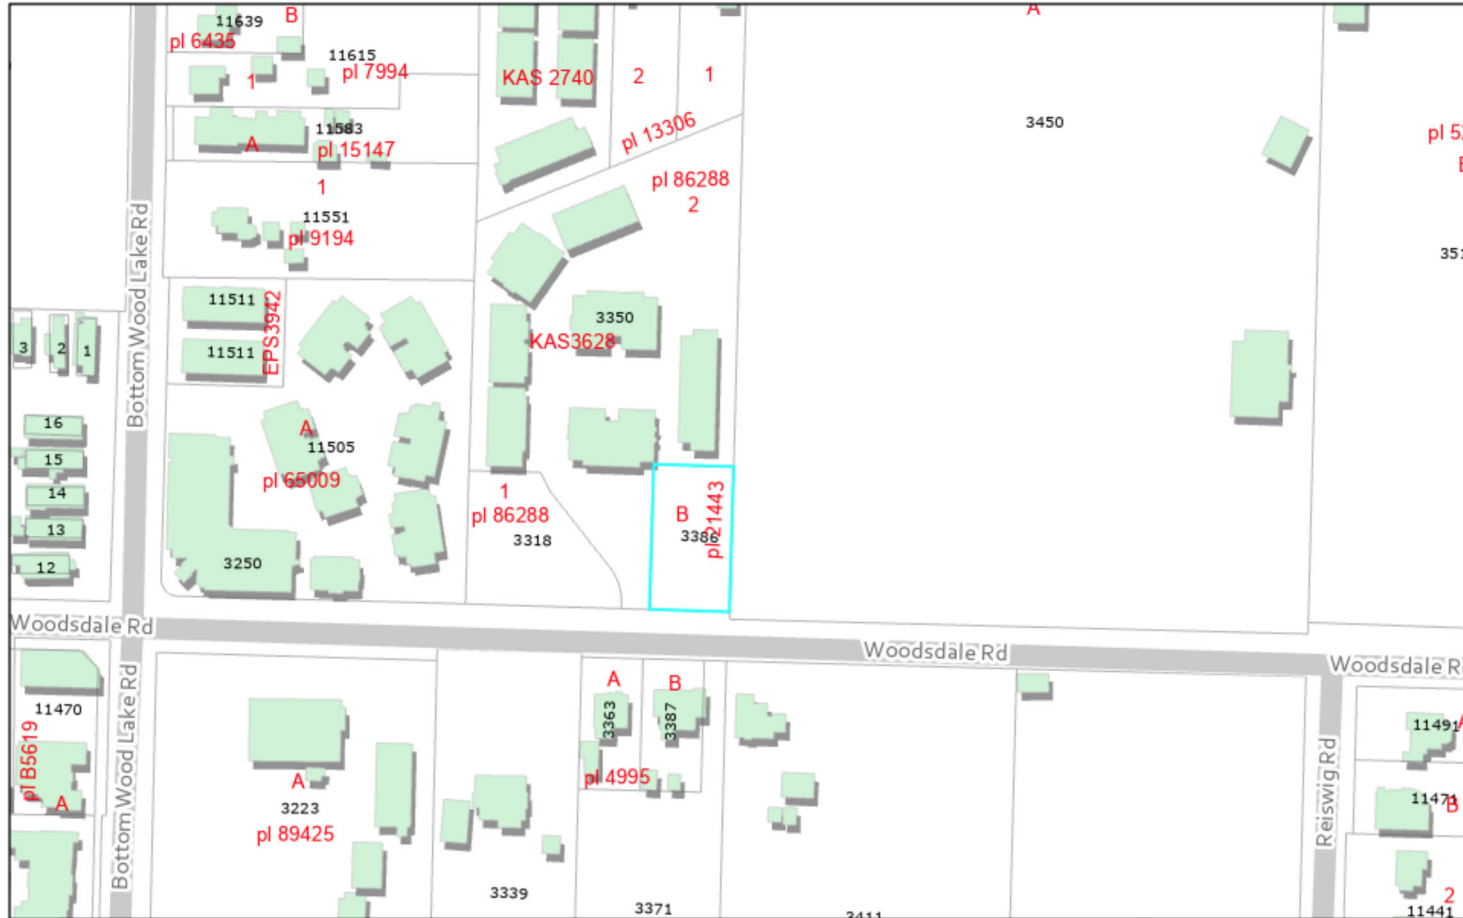 11639
B
A
pl 6435
11615
pl 7994
1
KAS 2740
2
1
3450
11583
A
pl 15147
pl 13306
1
pl 86288
2
11551
pl 9194
Bottom Wood Lake Rd
11511
EPS3942
11511
3350
KAS3628
3
2
1
16
15
14
13
12
A
11505
pl 65009
3250
1
pl 86288
3318
B
pl 21443
3386
Woodsdale Rd
Woodsdale Rd
Woodsdale Rd
11470
pl B5619
A
Bottom Wood Lake Rd
A
3223
pl 89425
A
3363
B
3387
pl 4995
3339
3371
3411
Reiswig Rd
11491
A
11471
B
2
11441